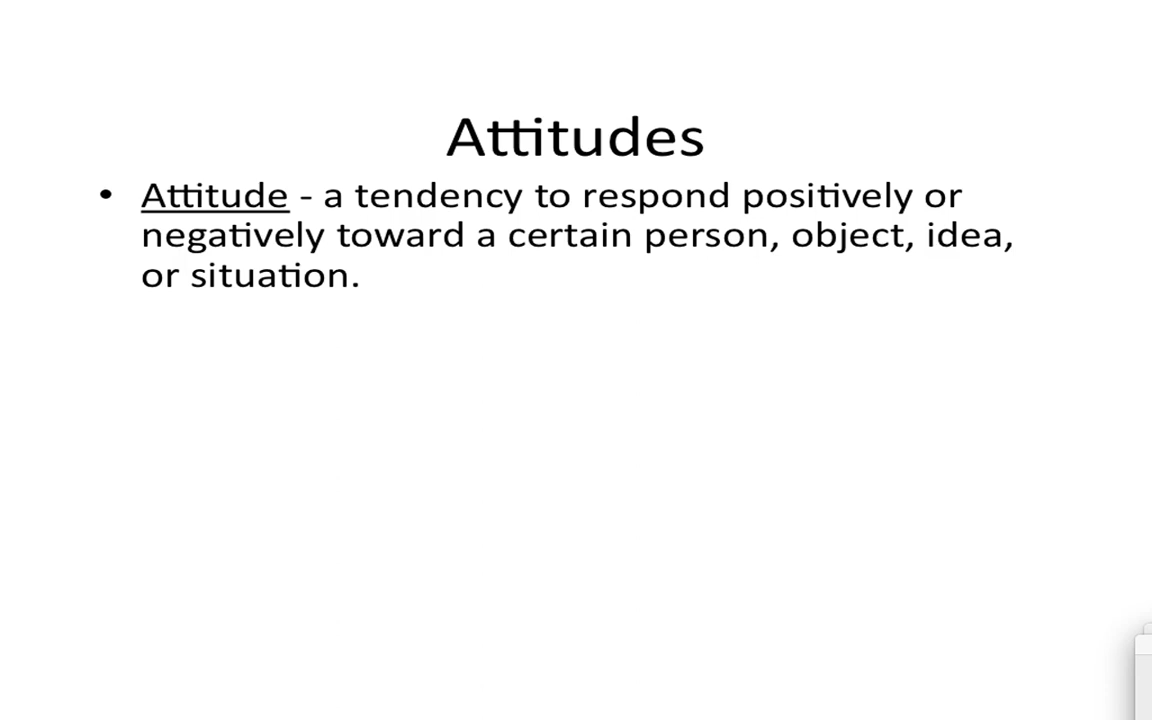 Attitudes
• Attitude - a tendency to respond positively or
negatively toward a certain person, object, idea,
or situation.